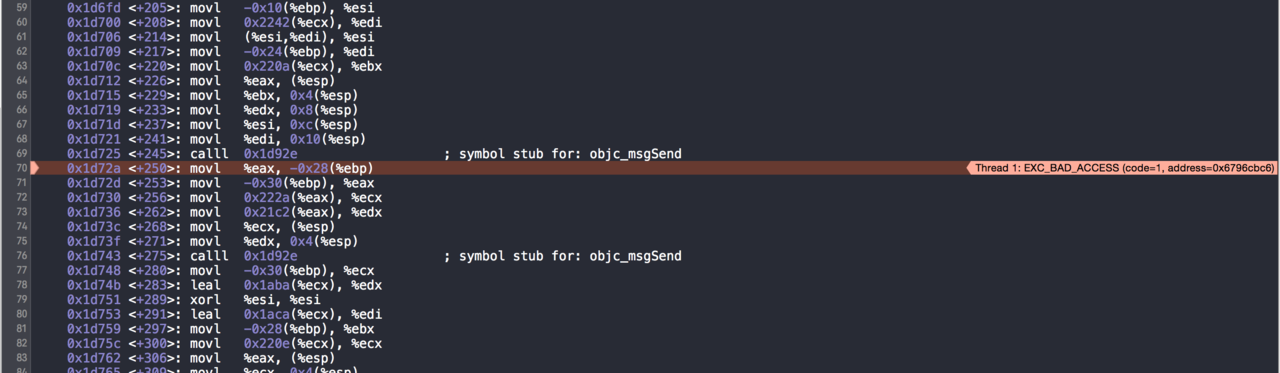 59 0x1d6fd <+205>: movl -0x10(%ebp), %esi
60 0x1d700 <+208>: movl 0x2242(%ecx), %edi
61 0x1d706 <+214>: movl (%esi,%edi), %esi
62 0x1d709 <+217>: movl -0x24(%ebp), %edi
63 0x1d70c <+220>: movl 0x220a(%ecx), %ebx
64 0x1d712 <+226>: movl %eax, (%esp)
65 0x1d715 <+229>: movl %ebx, 0x4(%esp)
66 0x1d719 <+233>: movl %edx, 0x8(%esp)
67 0x1d71d <+237>: movl %esi, 0xc(%esp)
68 0x1d721 <+241>: movl %edi, 0x10(%esp)
69 0x1d725 <+245>: calll 0x1d92e ; symbol stub for: objc_msgSend
70 0x1d72a <+250>: movl %eax, -0x28(%ebp) Thread 1: EXC_BAD_ACCESS (code=1, address=0x6796cbc6)
71 0x1d72d <+253>: movl -0x30(%ebp), %eax
72 0x1d730 <+256>: movl 0x222a(%eax), %ecx
73 0x1d736 <+262>: movl 0x21c2(%eax), %edx
74 0x1d73c <+268>: movl %ecx, (%esp)
75 0x1d73f <+271>: movl %edx, 0x4(%esp)
76 0x1d743 <+275>: calll 0x1d92e ; symbol stub for: objc_msgSend
77 0x1d748 <+280>: movl -0x30(%ebp), %ecx
78 0x1d74b <+283>: leal 0x1aba(%ecx), %edx
79 0x1d751 <+289>: xorl %esi, %esi
80 0x1d753 <+291>: leal 0x1aca(%ecx), %edi
81 0x1d759 <+297>: movl -0x28(%ebp), %ebx
82 0x1d75c <+300>: movl 0x220e(%ecx), %ecx
83 0x1d762 <+306>: movl %eax, (%esp)
84 0x1d765 <+309>: movl %ecx, 0x4(%esp)